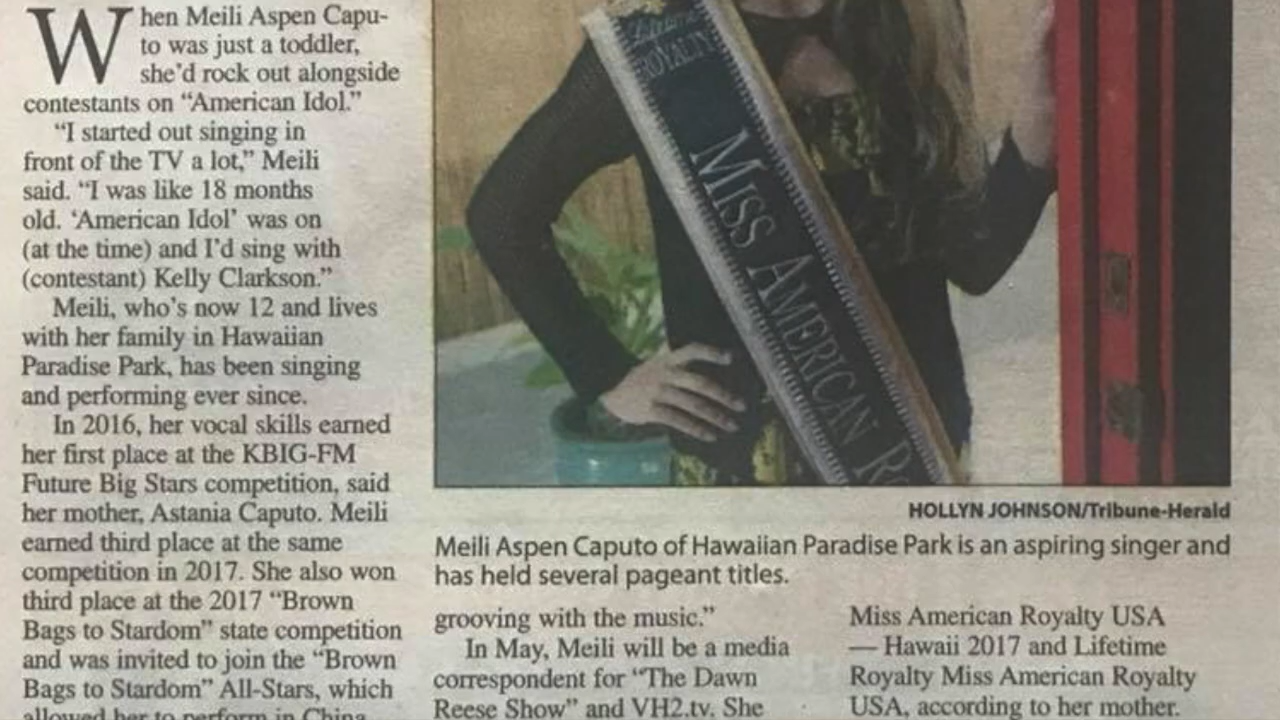 When Meili Aspen Capu-
to was just a toddler,
she'd rock out alongside
contestants on "American Idol."
"I started out singing in
front of the TV a lot," Meili
said. "I was like 18 months
old. 'American Idol' was on
(at the time) and I'd sing with
(contestant) Kelly Clarkson."
Meili, who's now 12 and lives
with her family in Hawaiian
Paradise Park, has been singing
and performing ever since.
In 2016, her vocal skills earned
her first place at the KBIG-FM
Future Big Stars competition, said
her mother, Astania Caputo. Meili
earned third place at the same
competition in 2017. She also won
third place at the 2017 "Brown
Bags to Stardom" state competition
and was invited to join the "Brown
Bags to Stardom" All-Stars, which
allowed her to perform in China
Lifetime
ROYALTY
MISS AMERICAN RO
HOLLYN JOHNSON/Tribune-Herald
Meili Aspen Caputo of Hawaiian Paradise Park is an aspiring singer and
has held several pageant titles.
grooving with the music."
In May, Meili will be a media
correspondent for "The Dawn
Reese Show" and VH2.tv. She
Miss American Royalty USA
— Hawaii 2017 and Lifetime
Royalty Miss American Royalty
USA, according to her mother.